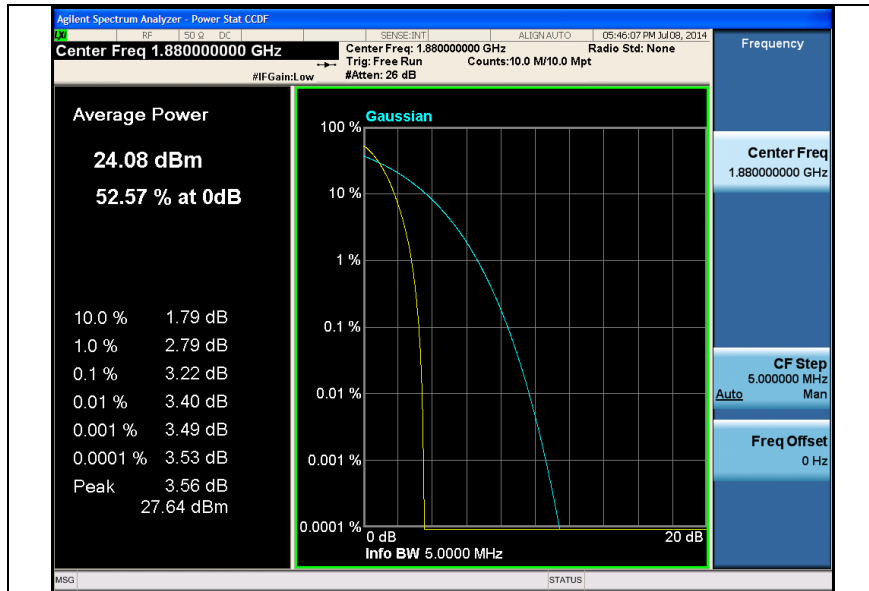 Agilent Spectrum Analyzer - Power Stat CCDF
LXI RF 50 Ω DC SENSE:INT ALIGN AUTO 05:46:07 PM Jul 08, 2014
Center Freq 1.880000000 GHz
Center Freq: 1.880000000 GHz Radio Std: None
Trig: Free Run Counts:10.0 M/10.0 Mpt
#IFGain:Low #Atten: 26 dB
Frequency
Average Power
24.08 dBm
52.57 % at 0dB
10.0 % 1.79 dB
1.0 % 2.79 dB
0.1 % 3.22 dB
0.01 % 3.40 dB
0.001 % 3.49 dB
0.0001 % 3.53 dB
Peak 3.56 dB
27.64 dBm
Gaussian
100 %
10 %
1 %
0.1 %
0.01 %
0.001 %
0.0001 %
0 dB 20 dB
Info BW 5.0000 MHz
Center Freq
1.880000000 GHz
CF Step
5.000000 MHz
Auto Man
Freq Offset
0 Hz
MSG STATUS